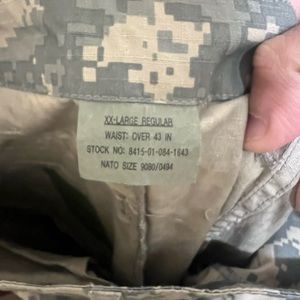 XX-LARGE REGULAR
WAIST: OVER 43 IN
STOCK NO: 8415-01-084-1643
NATO SIZE 9080/0494